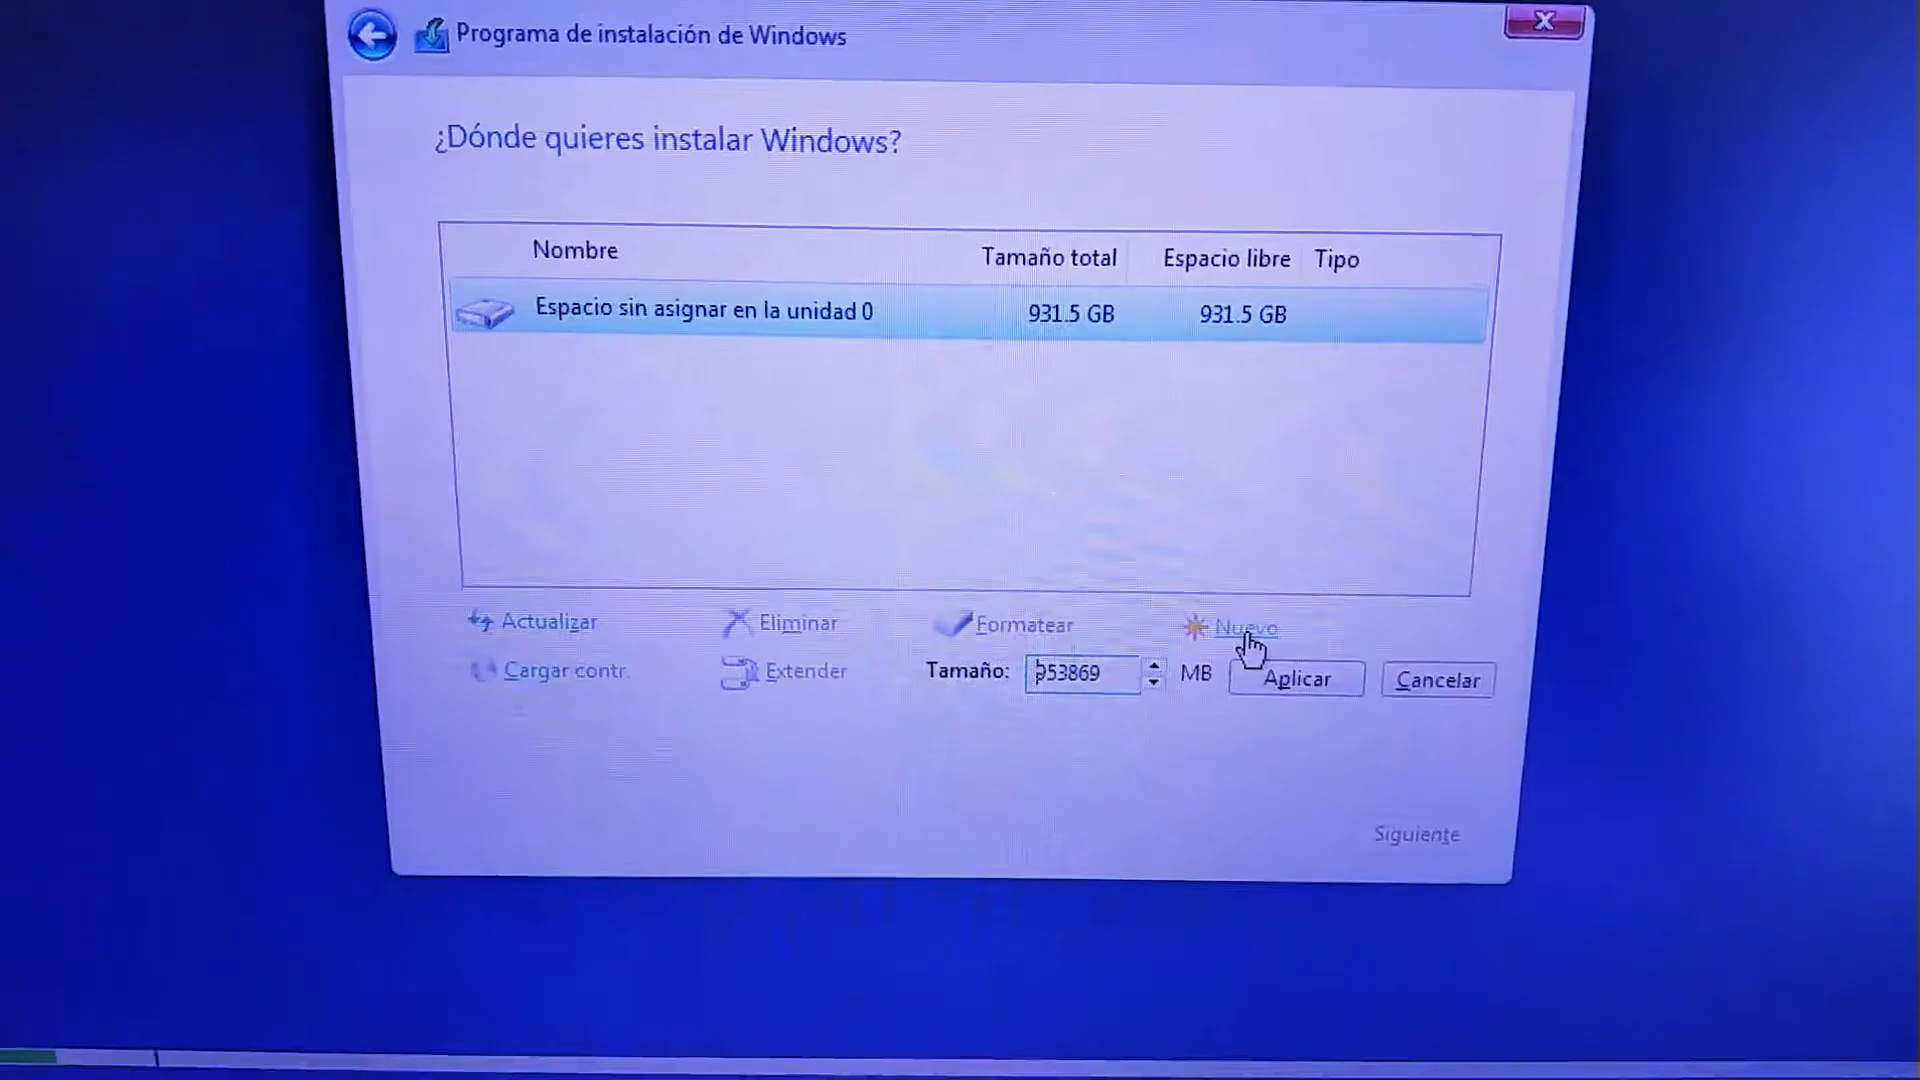 Programa de instalación de Windows
X
¿Dónde quieres instalar Windows?
Nombre Tamaño total Espacio libre Tipo
Espacio sin asignar en la unidad 0 931.5 GB 931.5 GB
Actualizar Eliminar Formatear Nuevo
Cargar contr. Extender Tamaño: 953869 MB Aplicar Cancelar
Siguiente